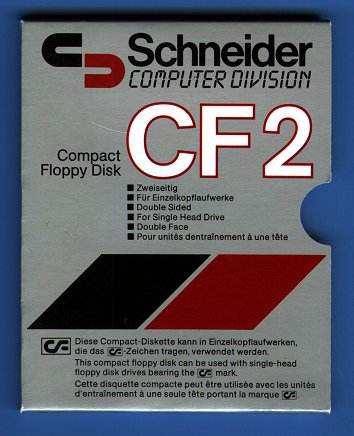 Schneider
COMPUTER DIVISION
CF2
Compact
Floppy Disk
Zweiseitig
Für Einzelkopflaufwerke
Double Sided
For Single Head Drive
Double Face
Pour unités dentraînement à une tête
Diese Compact-Diskette kann in Einzelkopflaufwerken,
die das CF-Zeichen tragen, verwendet werden.
This compact floppy disk can be used with single-head
floppy disk drives bearing the CF mark.
Cette disquette compacte peut être utilisée avec les unités
d'entraînement à une seule tête portant la marque CF.